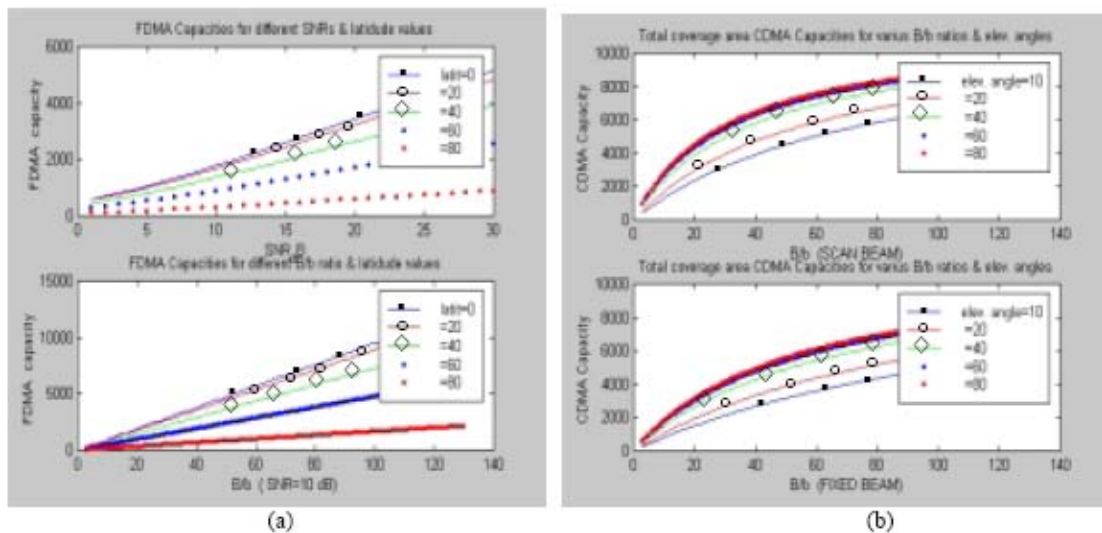 FDMA Capacities for different SNRs & latidude values
FDMA capacity
6000
4000
2000
0
0 5 10 15 20 25 30
SNR,B
latit=0
=20
=40
=60
=80
FDMA Capacities for different B/b ratio & latidude values
FDMA capacity
15000
10000
5000
0
0 20 40 60 80 100 120 140
B/b ( SNR=10 dB)
latit=0
=20
=40
=60
=80
(a)
Total coverage area CDMA Capacities for varius B/b ratios & elev. angles
CDMA Capacity
10000
8000
6000
4000
2000
0
0 20 40 60 80 100 120 140
B/b (SCAN BEAM)
elev. angle=10
=20
=40
=60
=80
Total coverage area CDMA Capacities for varius B/b ratios & elev. angles
CDMA Capacity
10000
8000
6000
4000
2000
0
0 20 40 60 80 100 120 140
B/b (FIXED BEAM)
elev. angle=10
=20
=40
=60
=80
(b)